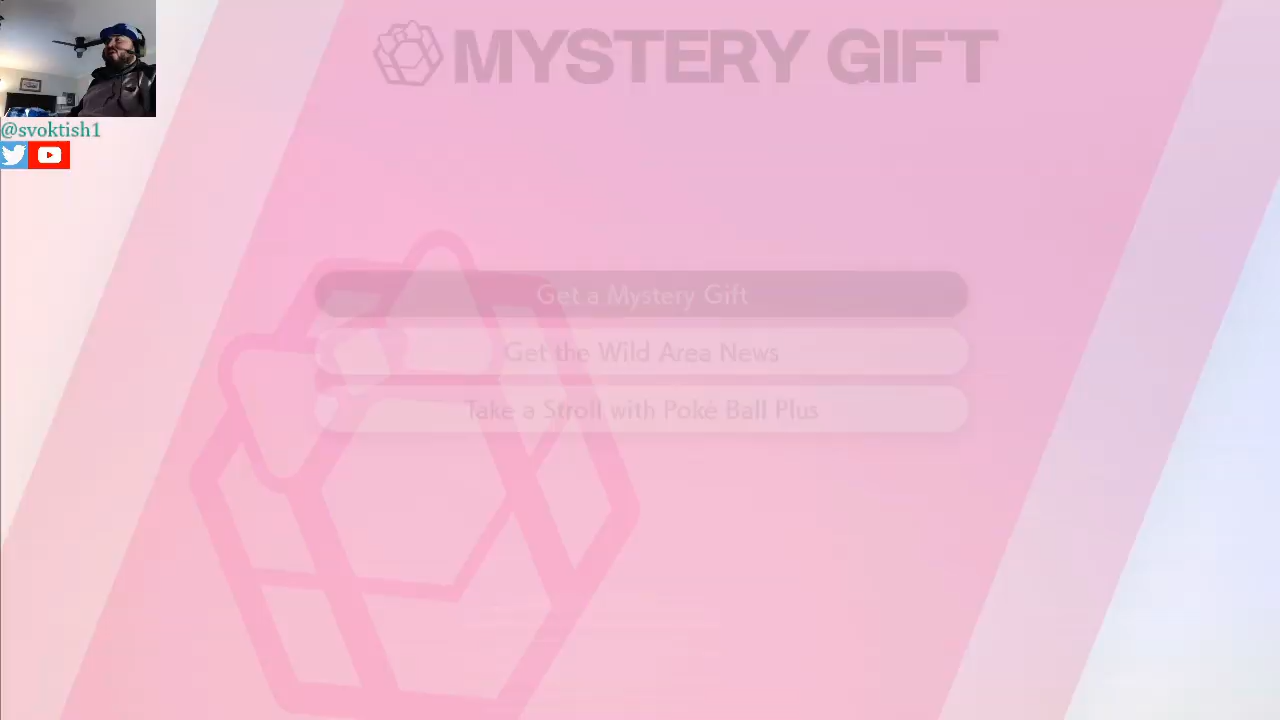 MYSTERY GIFT
@svoktish1
Get a Mystery Gift
Get the Wild Area News
Take a Stroll with Poké Ball Plus